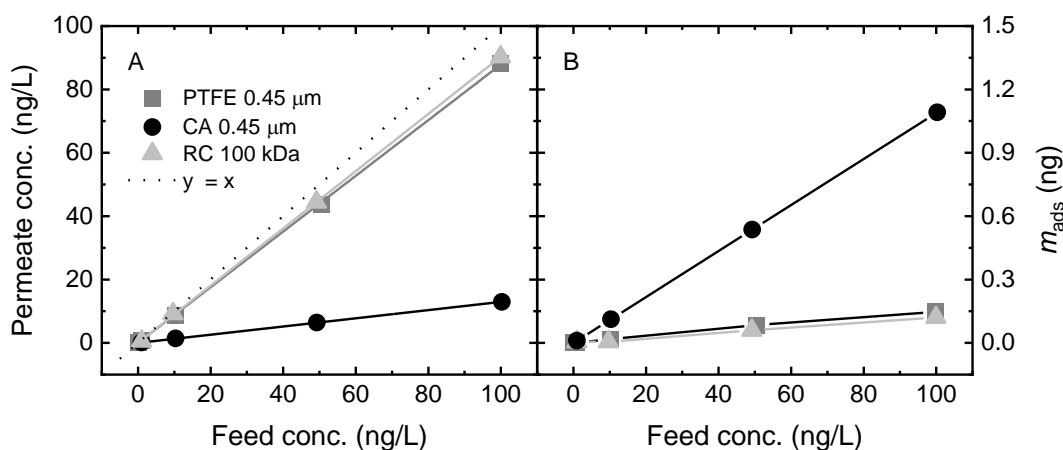 A
B
PTFE 0.45 μm
CA 0.45 μm
RC 100 kDa
y = x
Permeate conc. (ng/L)
100
80
60
40
20
0
0 20 40 60 80 100
Feed conc. (ng/L)
0 20 40 60 80 100
Feed conc. (ng/L)
1.5
1.2
0.9
0.6
0.3
0.0
mads (ng)